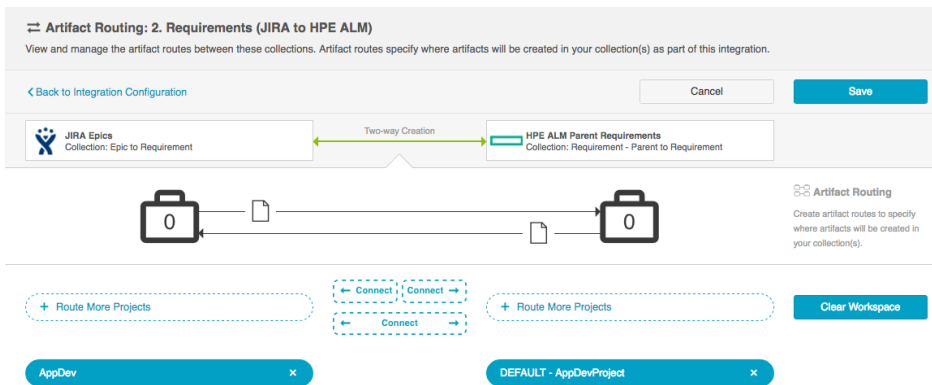 Artifact Routing: 2. Requirements (JIRA to HPE ALM)
View and manage the artifact routes between these collections. Artifact routes specify where artifacts will be created in your collection(s) as part of this integration.
Back to Integration Configuration
Cancel
Save
JIRA Epics
Collection: Epic to Requirement
Two-way Creation
HPE ALM Parent Requirements
Collection: Requirement - Parent to Requirement
0
0
Artifact Routing
Create artifact routes to specify
where artifacts will be created in
your collection(s).
+ Route More Projects
← Connect
Connect →
← Connect →
+ Route More Projects
Clear Workspace
AppDev ×
DEFAULT - AppDevProject ×